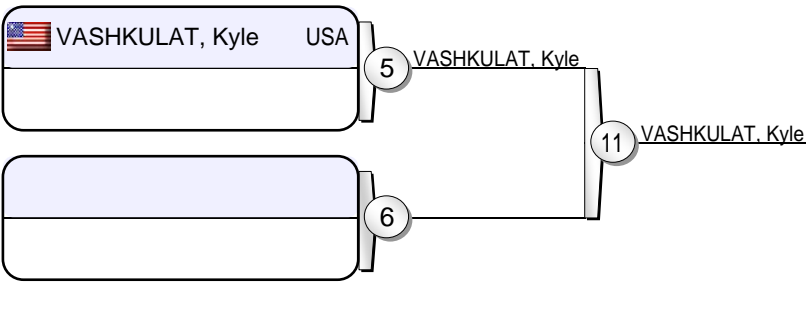 VASHKULAT, Kyle USA
5
VASHKULAT, Kyle
11
VASHKULAT, Kyle
6